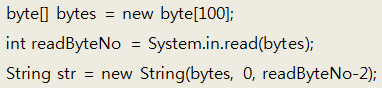 byte[] bytes = new byte[100];
int readByteNo = System.in.read(bytes);
String str = new String(bytes, 0, readByteNo-2);